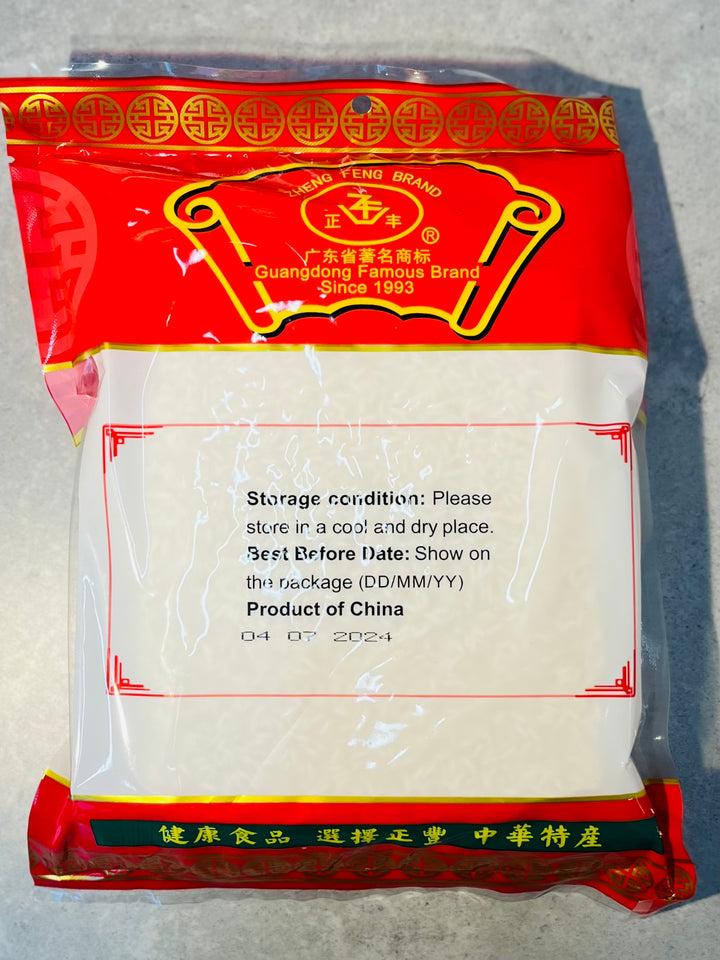 ZHENG FENG BRAND
正 丰
®
广东省著名商标
Guangdong Famous Brand
Since 1993
Storage condition: Please
store in a cool and dry place.
Best Before Date: Show on
the package (DD/MM/YY)
Product of China
04 07 2024
健康食品 選擇正豐 中華特産